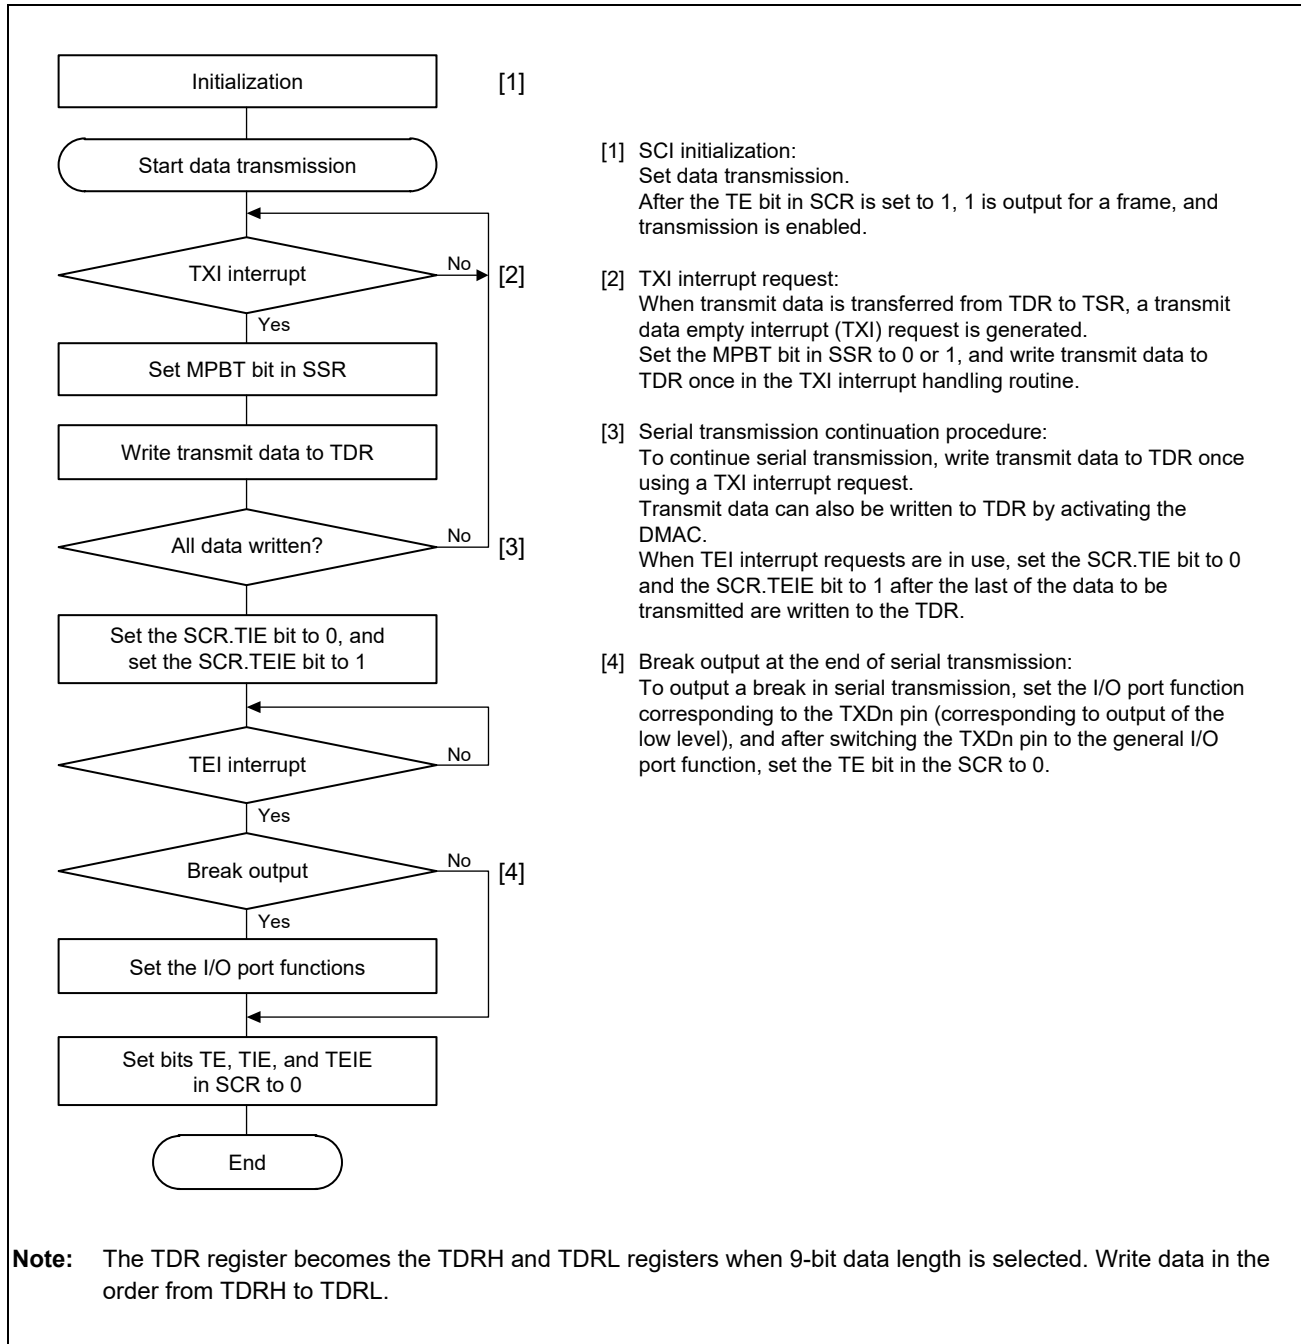 Initialization
[1]
Start data transmission
TXI interrupt
No
[2]
Yes
Set MPBT bit in SSR
Write transmit data to TDR
All data written?
No
[3]
Set the SCR.TIE bit to 0, and
set the SCR.TEIE bit to 1
TEI interrupt
No
Yes
Break output
No
[4]
Yes
Set the I/O port functions
Set bits TE, TIE, and TEIE
in SCR to 0
End
[1] SCI initialization:
Set data transmission.
After the TE bit in SCR is set to 1, 1 is output for a frame, and
transmission is enabled.
[2] TXI interrupt request:
When transmit data is transferred from TDR to TSR, a transmit
data empty interrupt (TXI) request is generated.
Set the MPBT bit in SSR to 0 or 1, and write transmit data to
TDR once in the TXI interrupt handling routine.
[3] Serial transmission continuation procedure:
To continue serial transmission, write transmit data to TDR once
using a TXI interrupt request.
Transmit data can also be written to TDR by activating the
DMAC.
When TEI interrupt requests are in use, set the SCR.TIE bit to 0
and the SCR.TEIE bit to 1 after the last of the data to be
transmitted are written to the TDR.
[4] Break output at the end of serial transmission:
To output a break in serial transmission, set the I/O port function
corresponding to the TXDn pin (corresponding to output of the
low level), and after switching the TXDn pin to the general I/O
port function, set the TE bit in the SCR to 0.
Note: The TDR register becomes the TDRH and TDRL registers when 9-bit data length is selected. Write data in the
order from TDRH to TDRL.